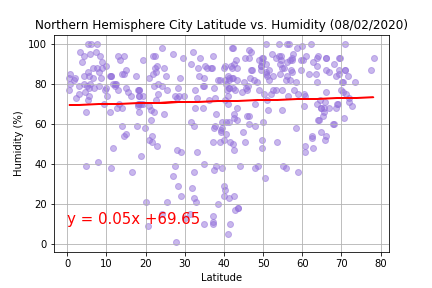 Northern Hemisphere City Latitude vs. Humidity (08/02/2020)
100
80
60
40
20
0
Humidity (%)
y = 0.05x +69.65
0 10 20 30 40 50 60 70 80
Latitude